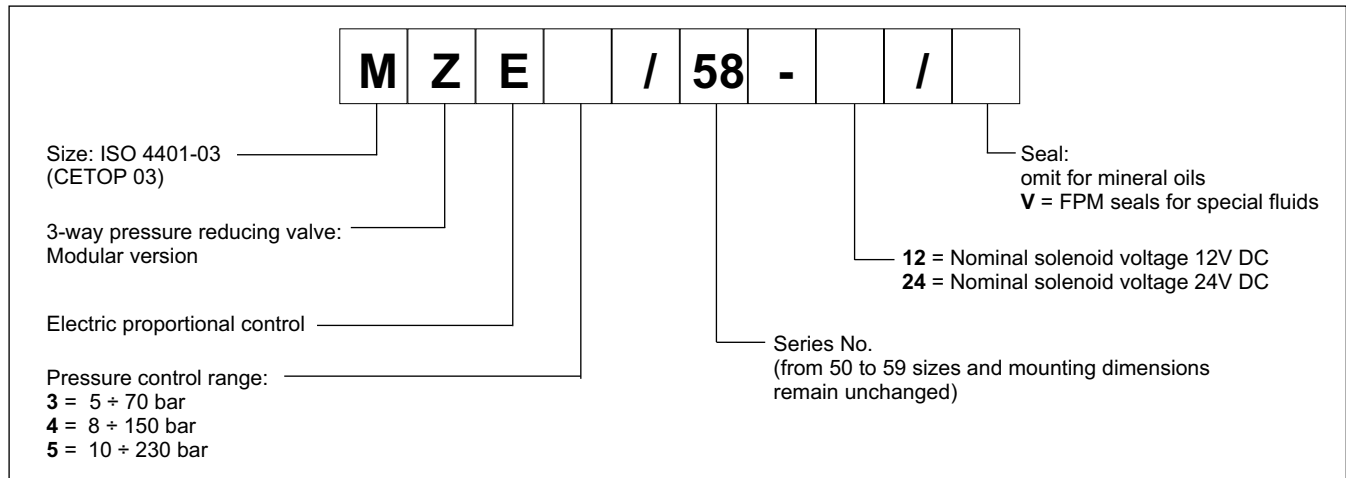 M Z E / 58 - /
Size: ISO 4401-03
(CETOP 03)
3-way pressure reducing valve:
Modular version
Electric proportional control
Pressure control range:
3 = 5 ÷ 70 bar
4 = 8 ÷ 150 bar
5 = 10 ÷ 230 bar
Seal:
omit for mineral oils
V = FPM seals for special fluids
12 = Nominal solenoid voltage 12V DC
24 = Nominal solenoid voltage 24V DC
Series No.
(from 50 to 59 sizes and mounting dimensions
remain unchanged)